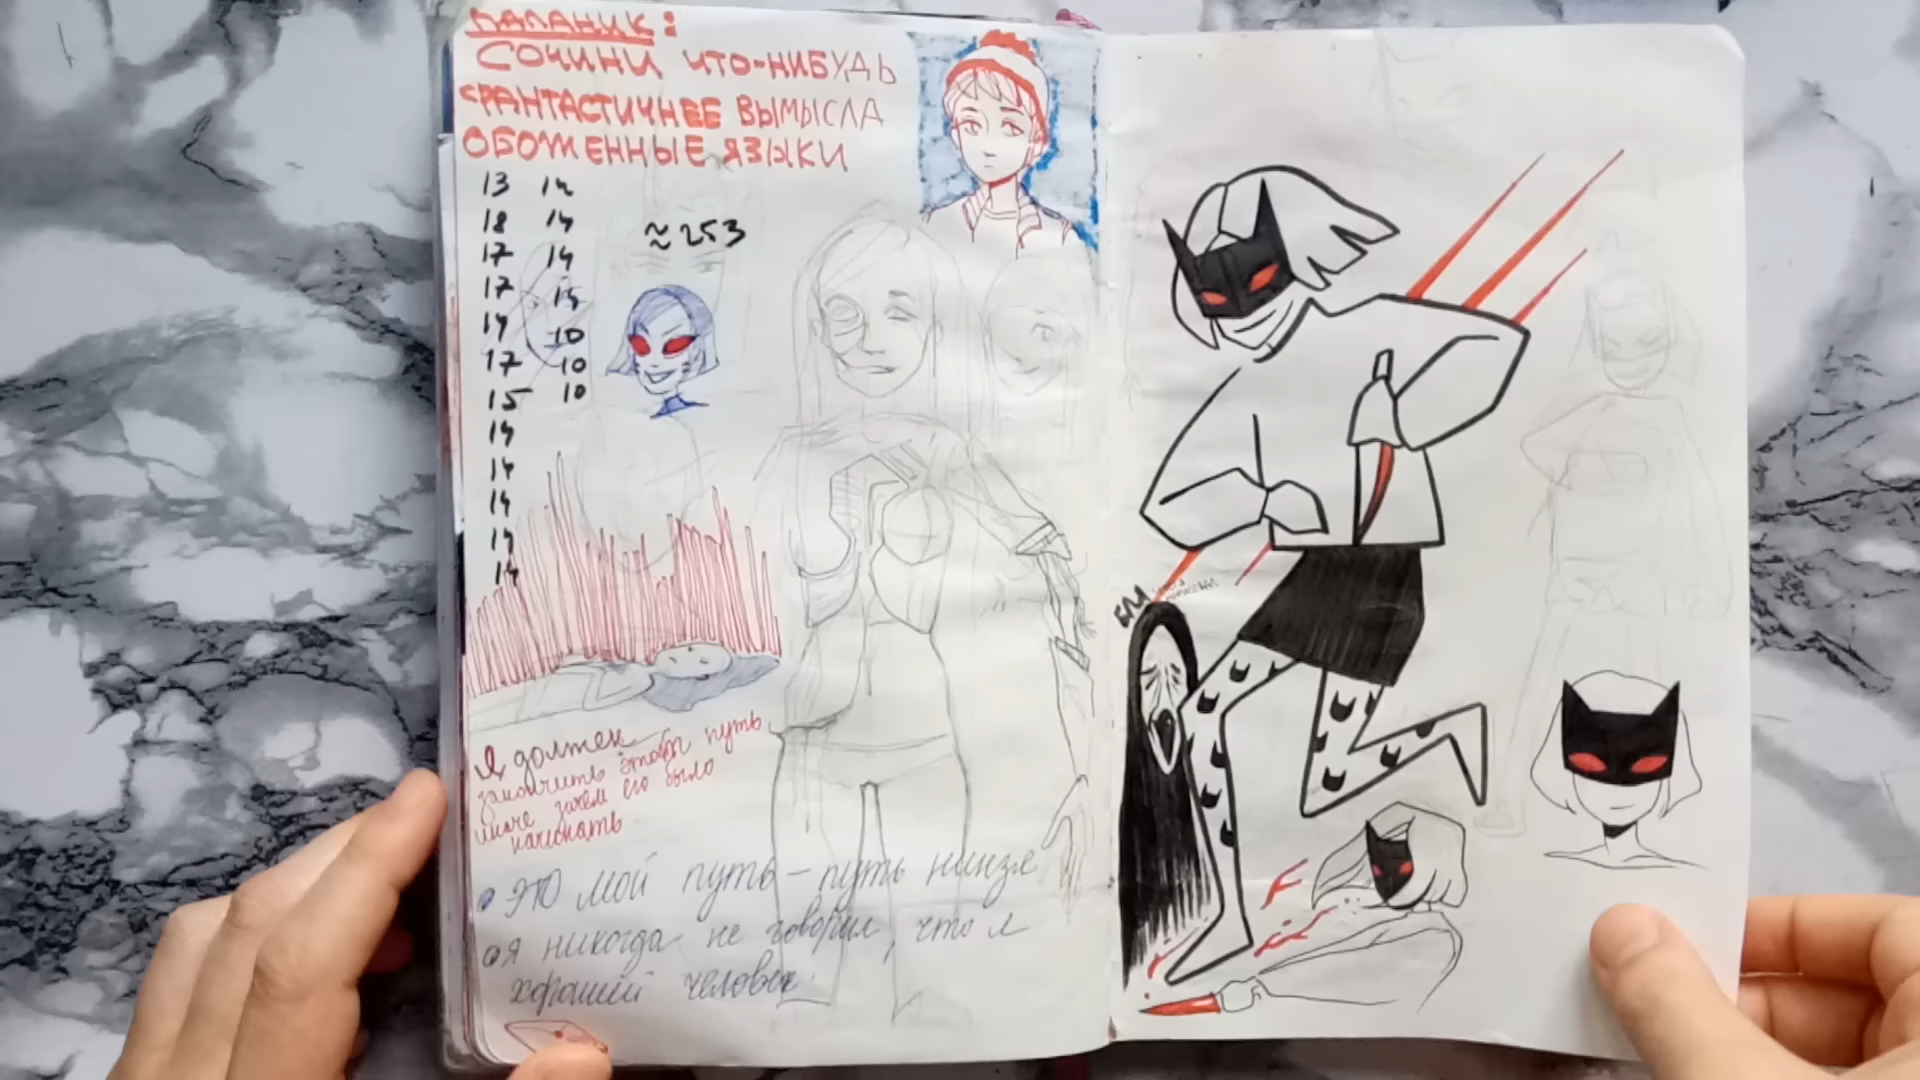 ПАЛАНИК:
СОЧИНИ ЧТО-НИБУДЬ
ФАНТАСТИЧНЕЕ ВЫМЫСЛА
ОБОЖЖЕННЫЕ ЯЗЫКИ
13 14
18 14
17 14
17 15
14 10
17 10
15 10
14
14
14
14
14
≈ 253
Я должен
закончить этот путь
иначе зачем его было
начинать
• это мой путь – путь ниндзя
• я никогда не говорил, что я
хороший человек.